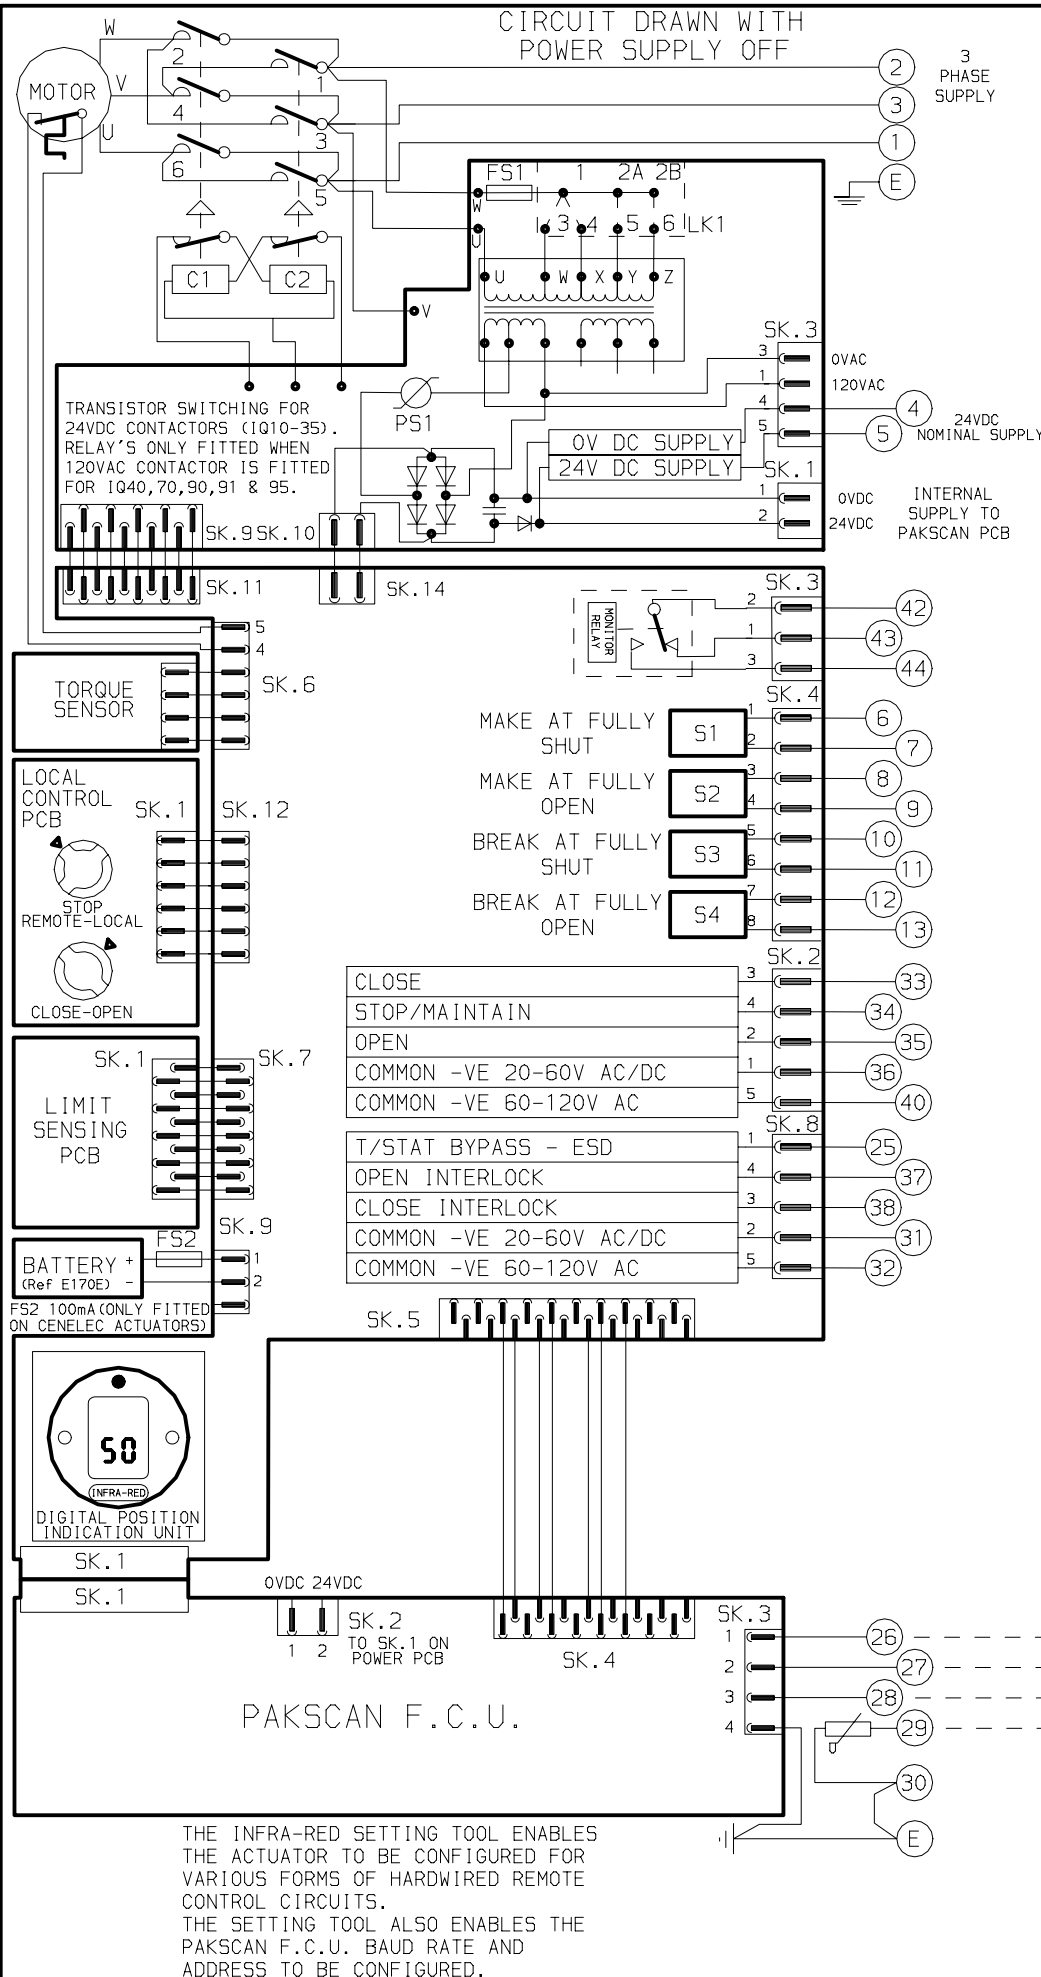 CIRCUIT DRAWN WITH
POWER SUPPLY OFF
W
V
U
MOTOR
2
4
6
1
3
5
2
3
1
E
3
PHASE
SUPPLY
C1
C2
FS1
1 2A 2B
3 4 5 6 LK1
W
U
U W X Y Z
V
PS1
TRANSISTOR SWITCHING FOR
24VDC CONTACTORS (IQ10-35).
RELAY'S ONLY FITTED WHEN
120VAC CONTACTOR IS FITTED
FOR IQ40,70,90,91 & 95.
SK.3
3 0VAC
1 120VAC
4 4
5 5
24VDC
NOMINAL SUPPLY
0V DC SUPPLY
24V DC SUPPLY
SK.1
1 0VDC
2 24VDC
INTERNAL
SUPPLY TO
PAKSCAN PCB
SK.9 SK.10
SK.11
SK.14
5
4
SK.6
TORQUE
SENSOR
MONITOR
RELAY
SK.3
2 42
1 43
3 44
SK.4
MAKE AT FULLY
SHUT
S1
1 6
2 7
MAKE AT FULLY
OPEN
S2
3 8
4 9
BREAK AT FULLY
SHUT
S3
5 10
6 11
BREAK AT FULLY
OPEN
S4
7 12
8 13
LOCAL
CONTROL
PCB
SK.1 SK.12
STOP
REMOTE-LOCAL
CLOSE-OPEN
SK.2
CLOSE 3 33
STOP/MAINTAIN 4 34
OPEN 2 35
COMMON -VE 20-60V AC/DC 1 36
COMMON -VE 60-120V AC 5 40
SK.8
T/STAT BYPASS - ESD 1 25
OPEN INTERLOCK 4 37
CLOSE INTERLOCK 3 38
COMMON -VE 20-60V AC/DC 2 31
COMMON -VE 60-120V AC 5 32
SK.1 SK.7
LIMIT
SENSING
PCB
SK.9
FS2
BATTERY + 1
(Ref E170E) - 2
FS2 100mA(ONLY FITTED
ON CENELEC ACTUATORS)
SK.5
50
INFRA-RED
DIGITAL POSITION
INDICATION UNIT
SK.1
SK.1
0VDC 24VDC
SK.2
1 2
TO SK.1 ON
POWER PCB
SK.4
SK.3
1 26
2 27
3 28
4 29
U
30
E
PAKSCAN F.C.U.
THE INFRA-RED SETTING TOOL ENABLES
THE ACTUATOR TO BE CONFIGURED FOR
VARIOUS FORMS OF HARDWIRED REMOTE
CONTROL CIRCUITS.
THE SETTING TOOL ALSO ENABLES THE
PAKSCAN F.C.U. BAUD RATE AND
ADDRESS TO BE CONFIGURED.